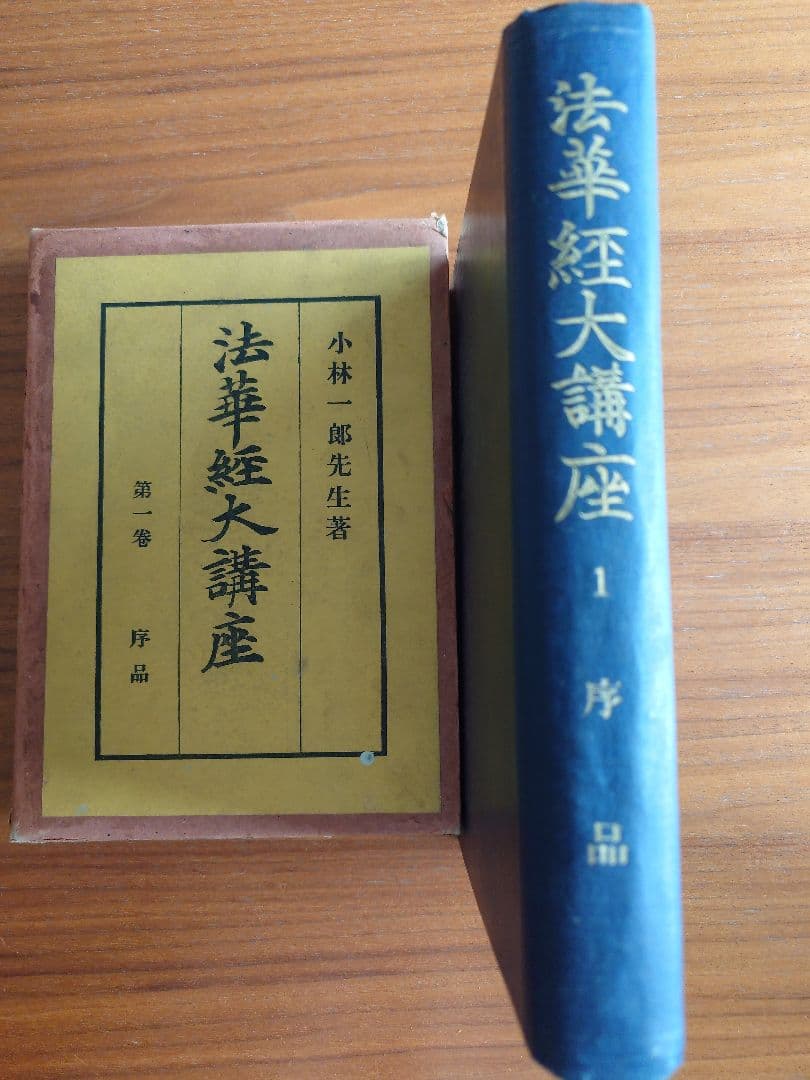 小林一郎先生著
法華經大講座
第一卷 序品
法華經大講座 1 序品